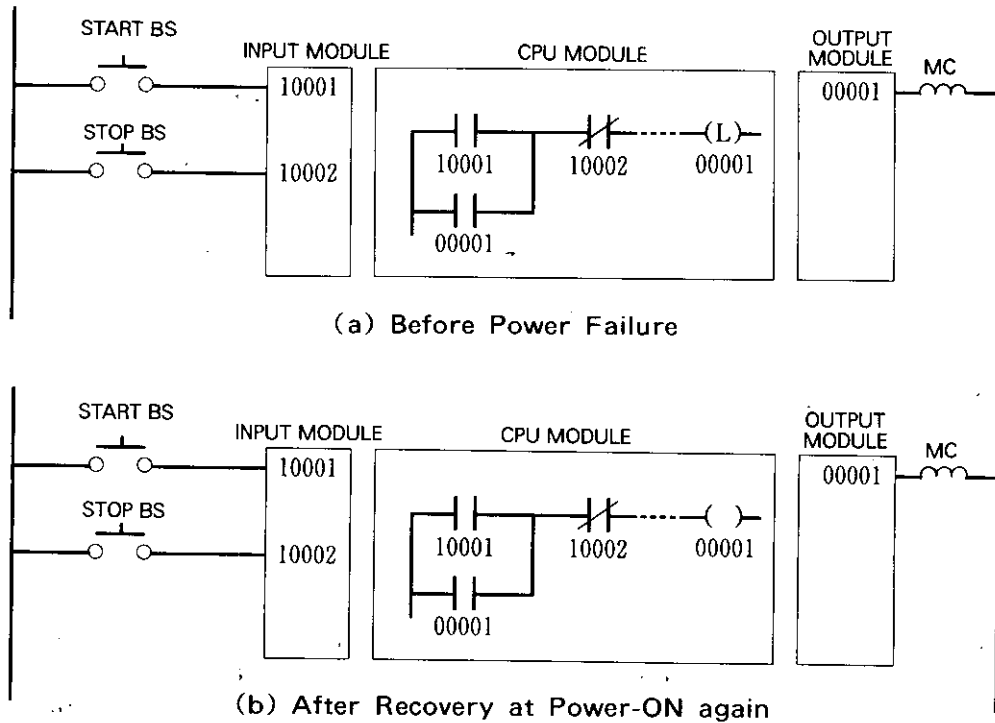 START BS
INPUT MODULE
CPU MODULE
OUTPUT
MODULE
MC
10001
00001
STOP BS
(L)
10001
10002
00001
10002
00001
(a) Before Power Failure
START BS
INPUT MODULE
CPU MODULE
OUTPUT
MODULE
MC
10001
00001
STOP BS
( )
10001
10002
00001
10002
00001
(b) After Recovery at Power-ON again